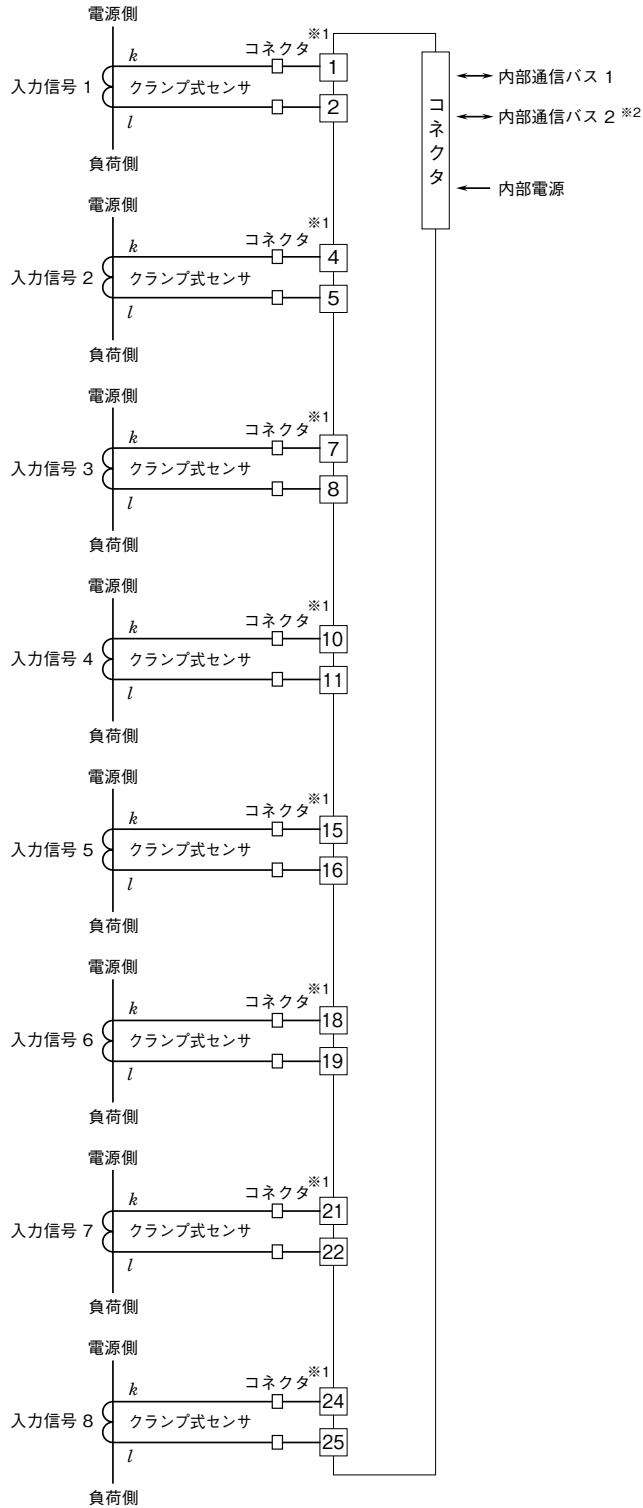 電源側
k
コネクタ※1
1
入力信号 1
クランプ式センサ
2
l
負荷側
コネクタ
内部通信バス 1
内部通信バス 2 ※2
内部電源
電源側
k
コネクタ※1
4
入力信号 2
クランプ式センサ
5
l
負荷側
電源側
k
コネクタ※1
7
入力信号 3
クランプ式センサ
8
l
負荷側
電源側
k
コネクタ※1
10
入力信号 4
クランプ式センサ
11
l
負荷側
電源側
k
コネクタ※1
15
入力信号 5
クランプ式センサ
16
l
負荷側
電源側
k
コネクタ※1
18
入力信号 6
クランプ式センサ
19
l
負荷側
電源側
k
コネクタ※1
21
入力信号 7
クランプ式センサ
22
l
負荷側
電源側
k
コネクタ※1
24
入力信号 8
クランプ式センサ
25
l
負荷側